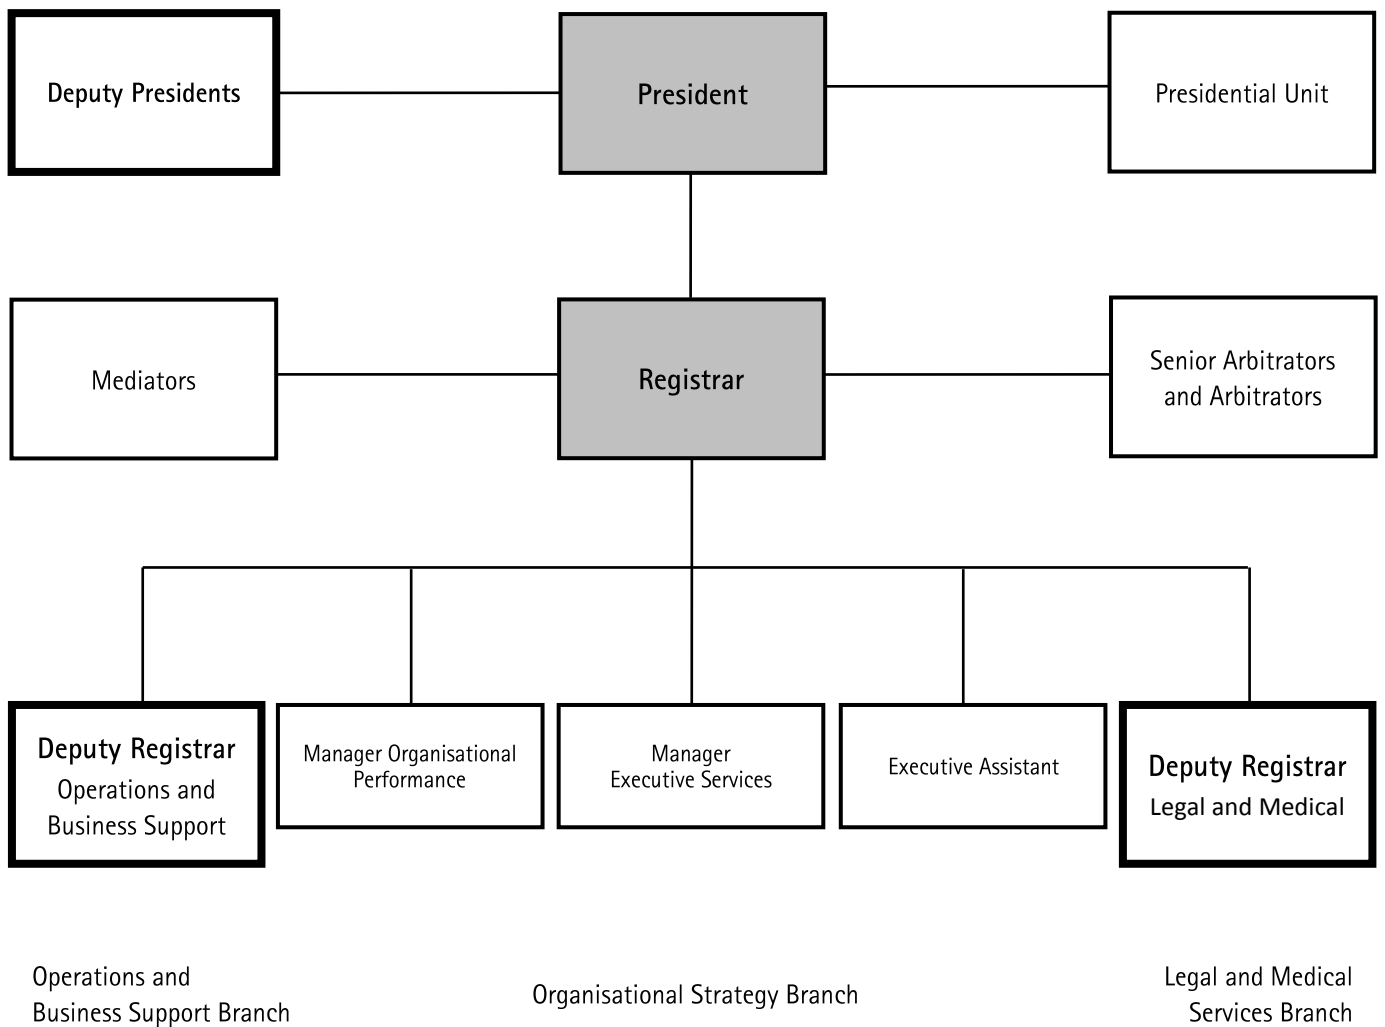 Deputy Presidents
President
Presidential Unit
Mediators
Registrar
Senior Arbitrators
and Arbitrators
Deputy Registrar
Operations and
Business Support
Manager Organisational
Performance
Manager
Executive Services
Executive Assistant
Deputy Registrar
Legal and Medical
Operations and
Business Support Branch
Organisational Strategy Branch
Legal and Medical
Services Branch